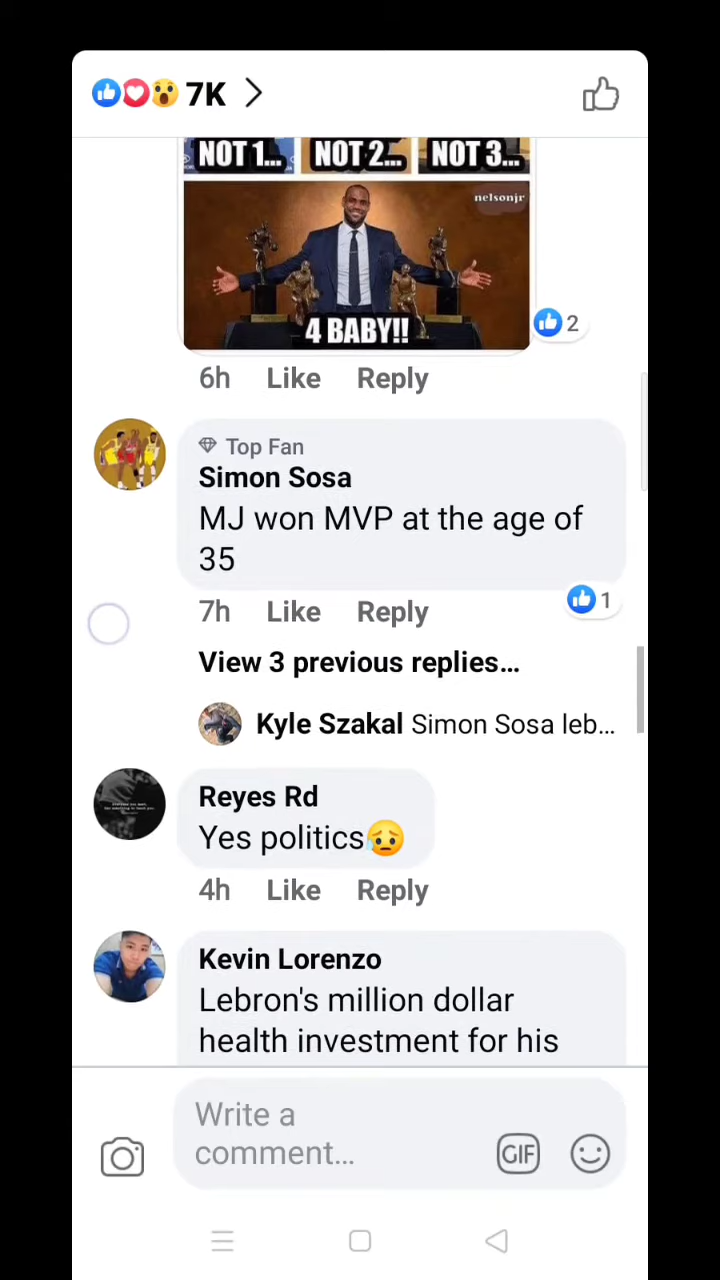 7K
NOT 1... NOT 2... NOT 3...
nelsonjr
4 BABY!!
2
6h Like Reply
Top Fan
Simon Sosa
MJ won MVP at the age of
35
1
7h Like Reply
View 3 previous replies...
Kyle Szakal Simon Sosa leb...
Reyes Rd
Yes politics😥
4h Like Reply
Kevin Lorenzo
Lebron's million dollar
health investment for his
Write a
comment...
GIF